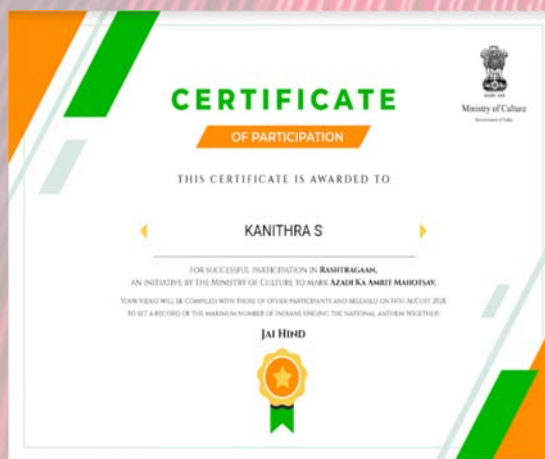 CERTIFICATE
OF PARTICIPATION
Ministry of Culture
Government of India
THIS CERTIFICATE IS AWARDED TO
KANITHRA S
FOR SUCCESSFUL PARTICIPATION IN RASHTRAGAAN,
AN INITIATIVE BY THE MINISTRY OF CULTURE TO MARK AZADI KA AMRIT MAHOTSAV.
YOUR VIDEO WILL BE COMPILED WITH THOSE OF OTHER PARTICIPANTS AND RELEASED ON 15TH AUGUST
TO SET A RECORD OF THE MAXIMUM NUMBER OF INDIANS SINGING THE NATIONAL ANTHEM TOGETHER!
JAI HIND